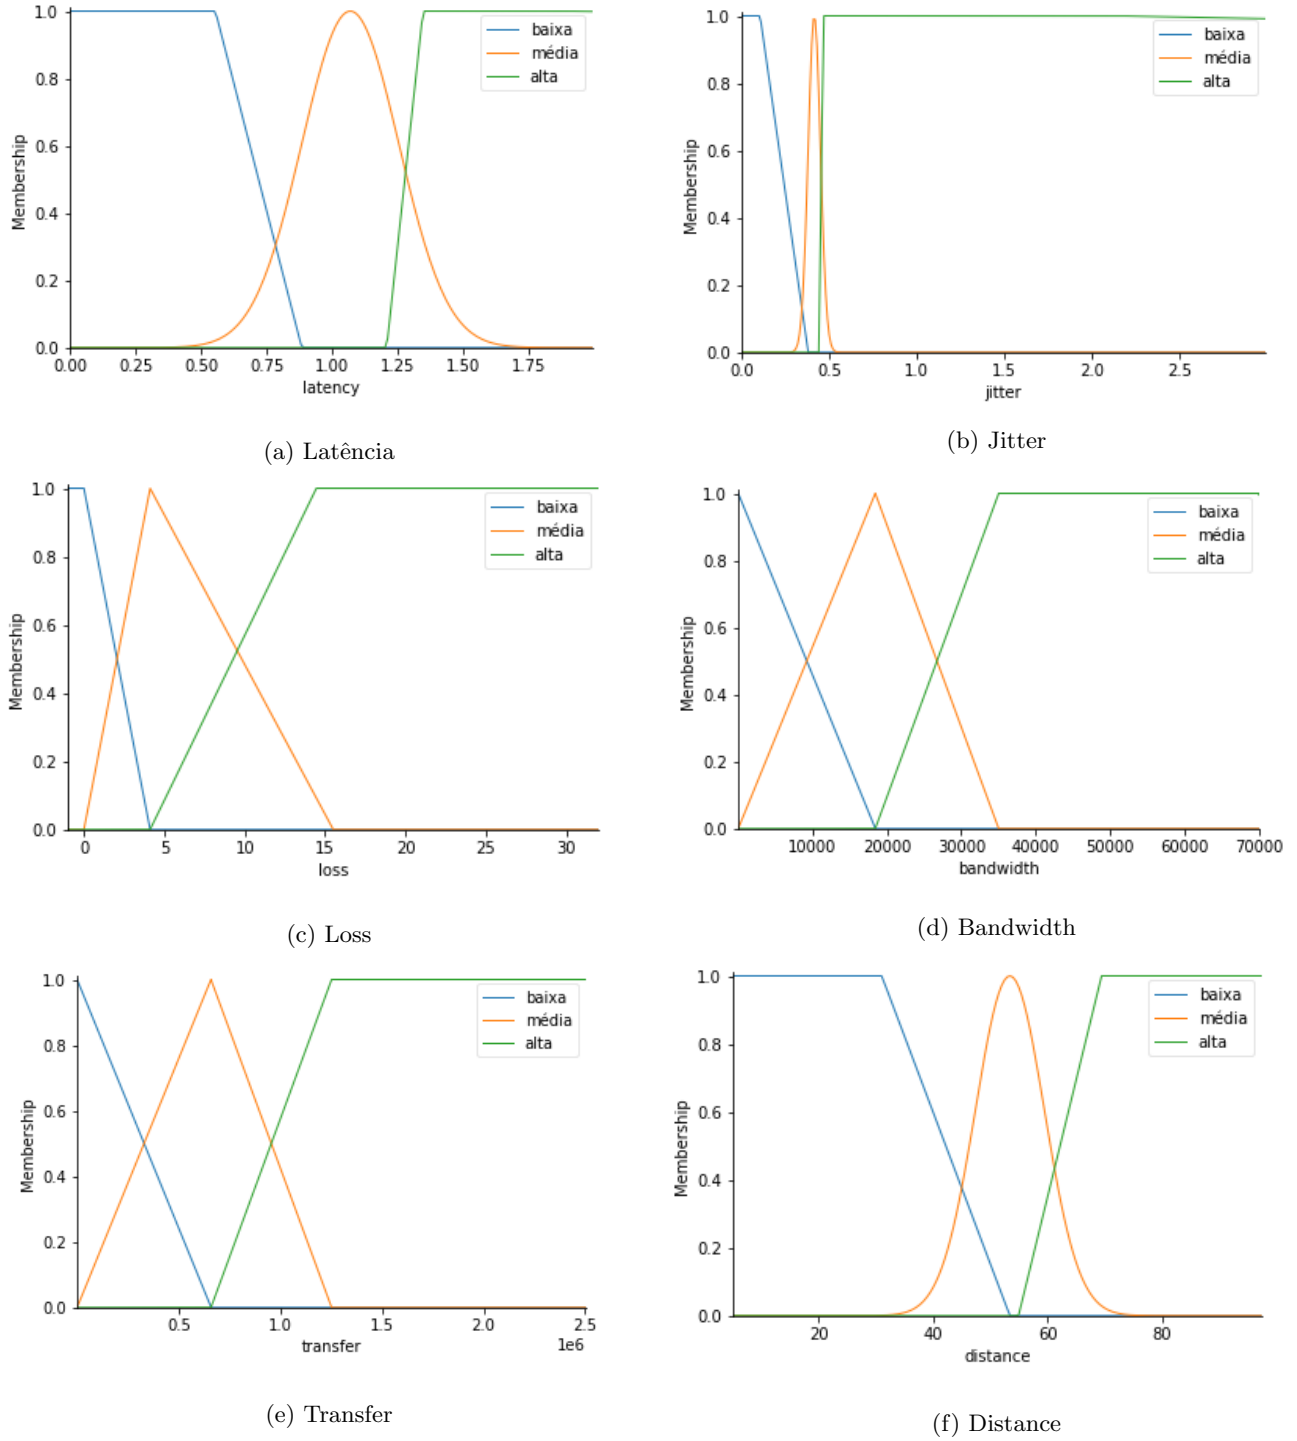 1.0
0.8
0.6
0.4
0.2
0.0
Membership
0.00 0.25 0.50 0.75 1.00 1.25 1.50 1.75
latency
baixa
média
alta
(a) Latência
1.0
0.8
0.6
0.4
0.2
0.0
Membership
0.0 0.5 1.0 1.5 2.0 2.5
jitter
baixa
média
alta
(b) Jitter
1.0
0.8
0.6
0.4
0.2
0.0
Membership
0 5 10 15 20 25 30
loss
baixa
média
alta
(c) Loss
1.0
0.8
0.6
0.4
0.2
0.0
Membership
10000 20000 30000 40000 50000 60000 70000
bandwidth
baixa
média
alta
(d) Bandwidth
1.0
0.8
0.6
0.4
0.2
0.0
Membership
0.5 1.0 1.5 2.0 2.5
1e6
transfer
baixa
média
alta
(e) Transfer
1.0
0.8
0.6
0.4
0.2
0.0
Membership
20 40 60 80
distance
baixa
média
alta
(f) Distance